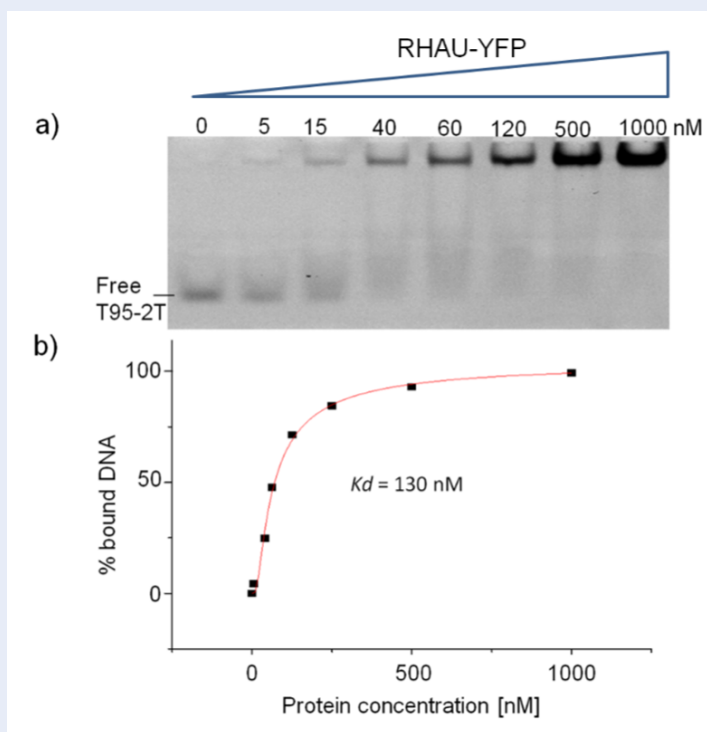 RHAU-YFP
a)
0 5 15 40 60 120 500 1000 nM
Free
T95-2T
b)
100
50
0
% bound DNA
Kd = 130 nM
0 500 1000
Protein concentration [nM]